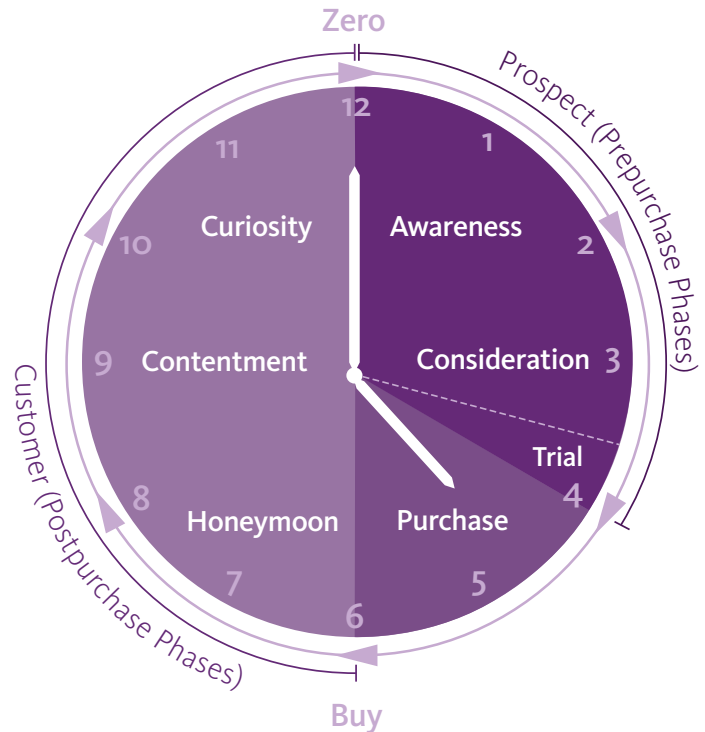 Zero
Prospect (Prepurchase Phases)
12
11
1
Curiosity
Awareness
10
2
9
Contentment
Consideration
3
Trial
8
4
Honeymoon
Purchase
7
5
6
Customer (Postpurchase Phases)
Buy